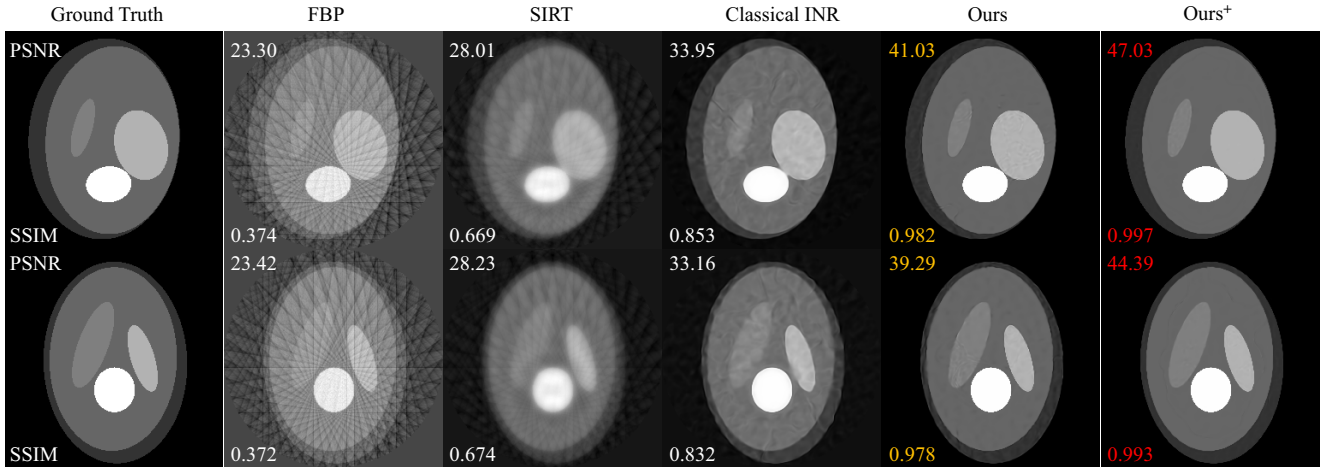 Ground Truth FBP SIRT Classical INR Ours Ours⁺
PSNR 23.30 28.01 33.95 41.03 47.03
SSIM 0.374 0.669 0.853 0.982 0.997
PSNR 23.42 28.23 33.16 39.29 44.39
SSIM 0.372 0.674 0.832 0.978 0.993